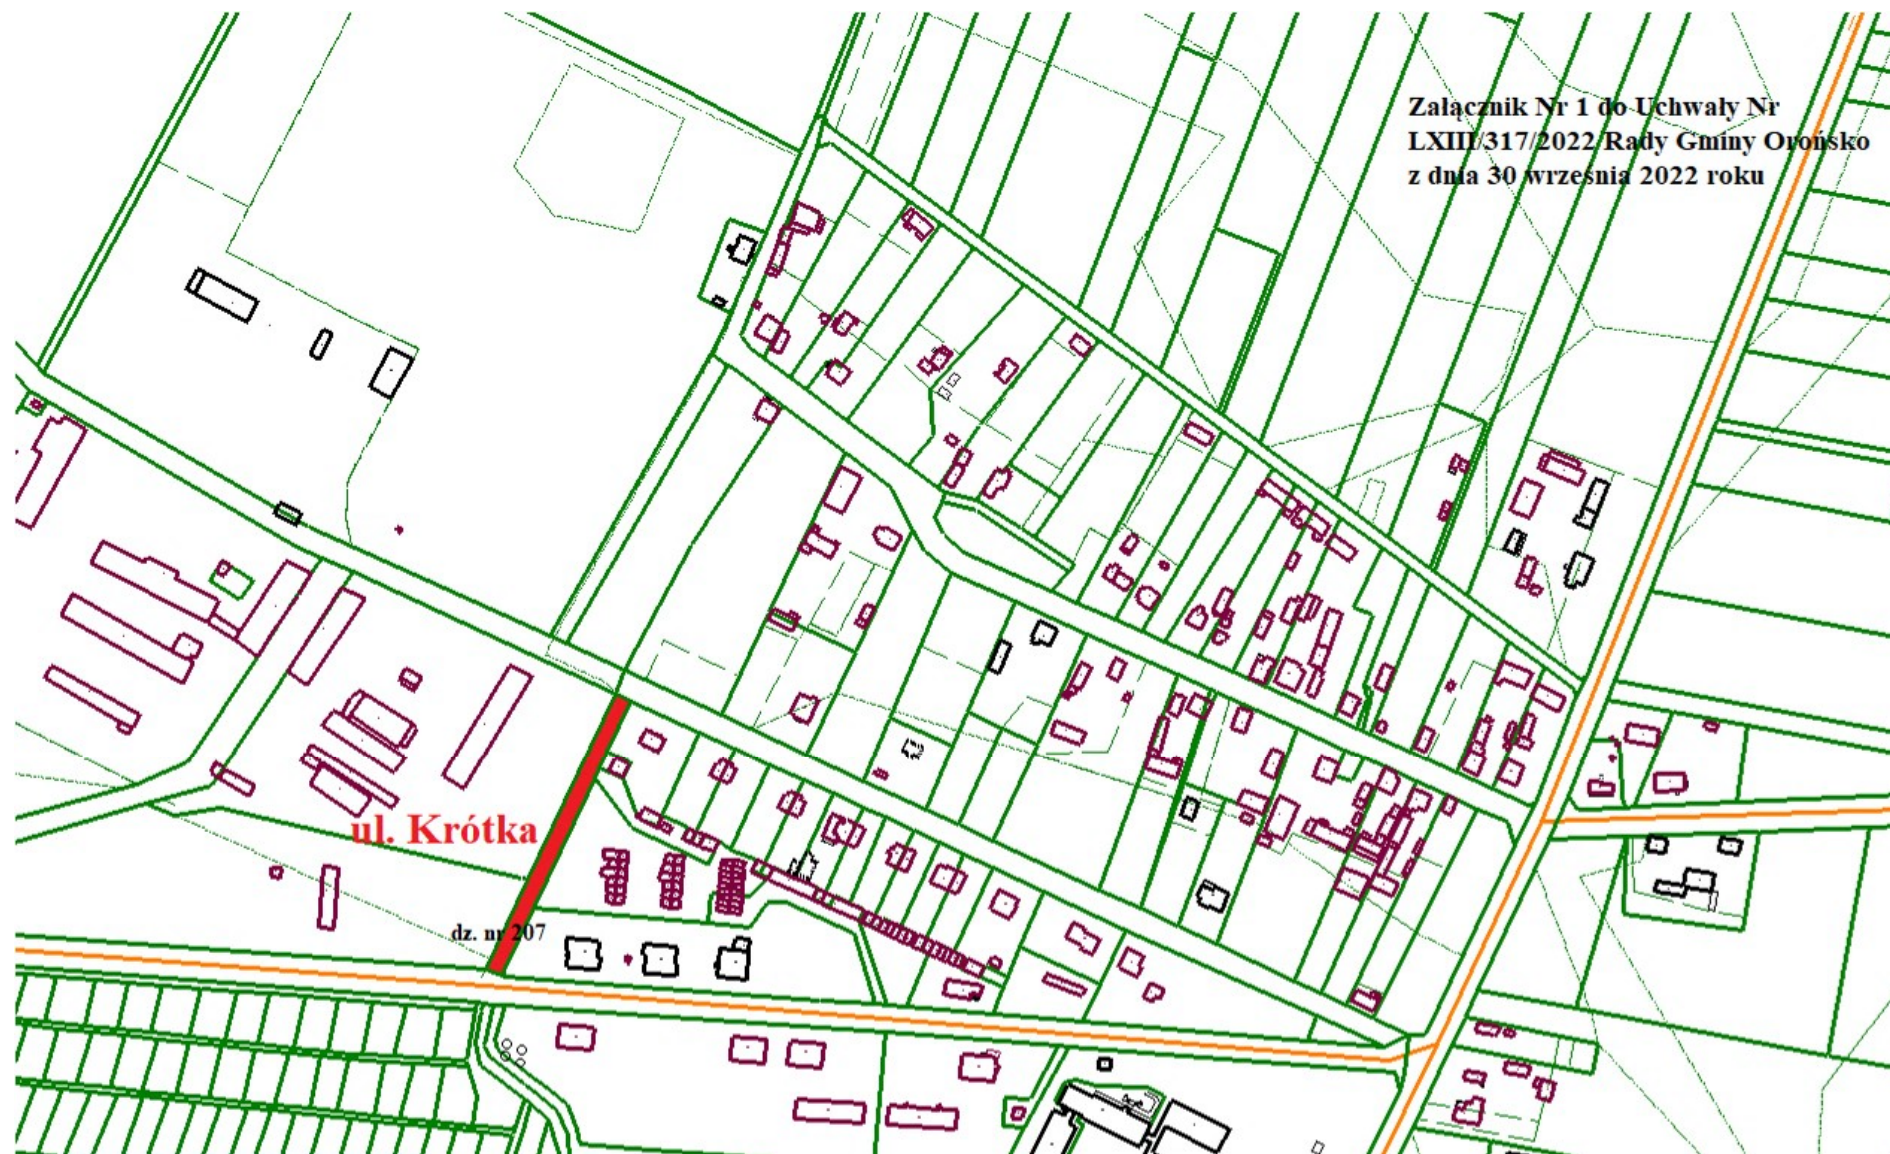 Załącznik Nr 1 do Uchwały Nr
LXIII/317/2022 Rady Gminy Orońsko
z dnia 30 września 2022 roku
ul. Krótka
dz. nr 207